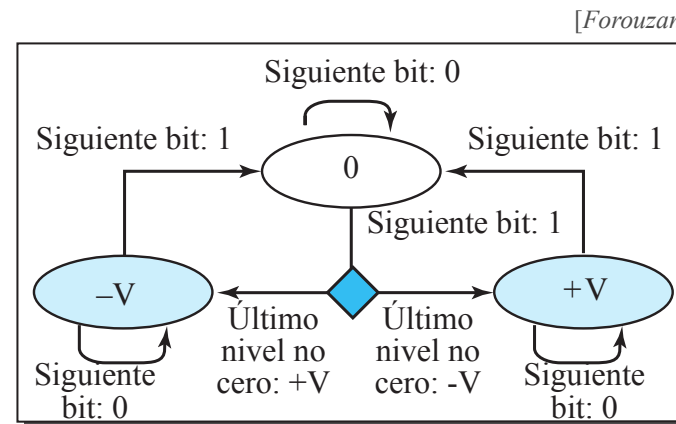 [Forouzan
Siguiente bit: 0
Siguiente bit: 1
Siguiente bit: 1
0
Siguiente bit: 1
–V
+V
Último
nivel no
cero: +V
Último
nivel no
cero: -V
Siguiente
bit: 0
Siguiente
bit: 0